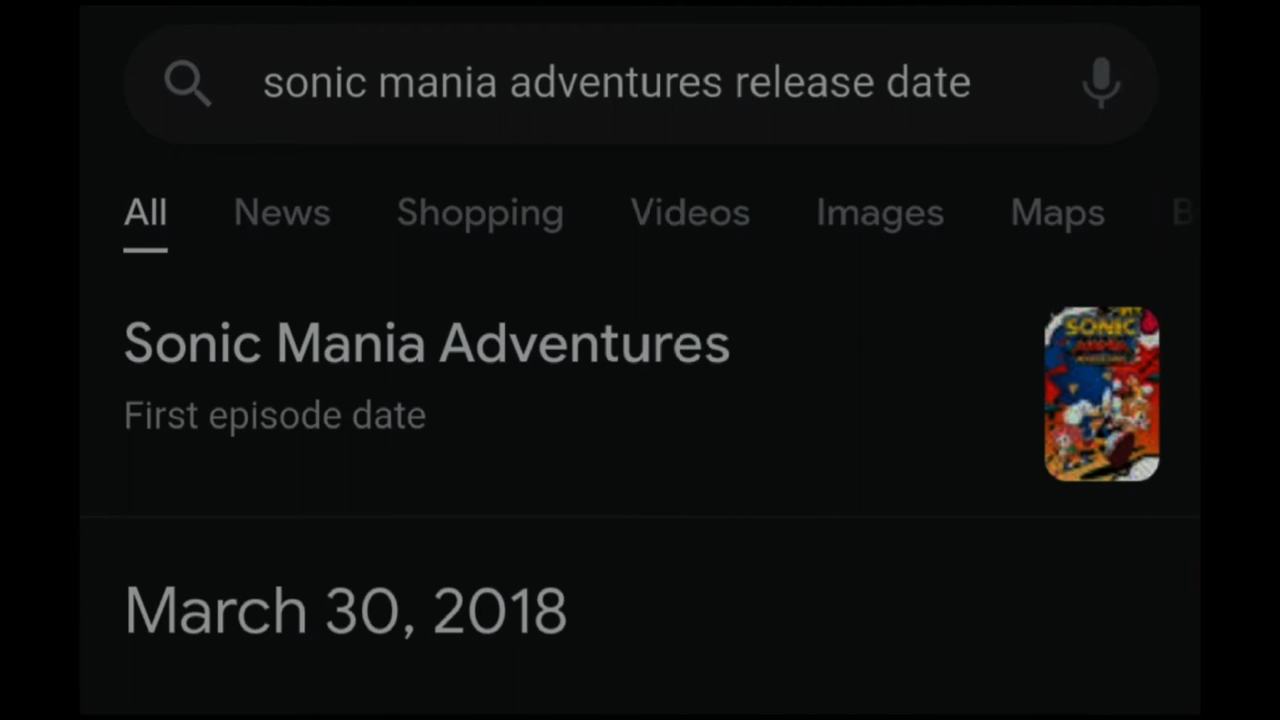 sonic mania adventures release date
All News Shopping Videos Images Maps B
Sonic Mania Adventures
First episode date
SONIC
March 30, 2018